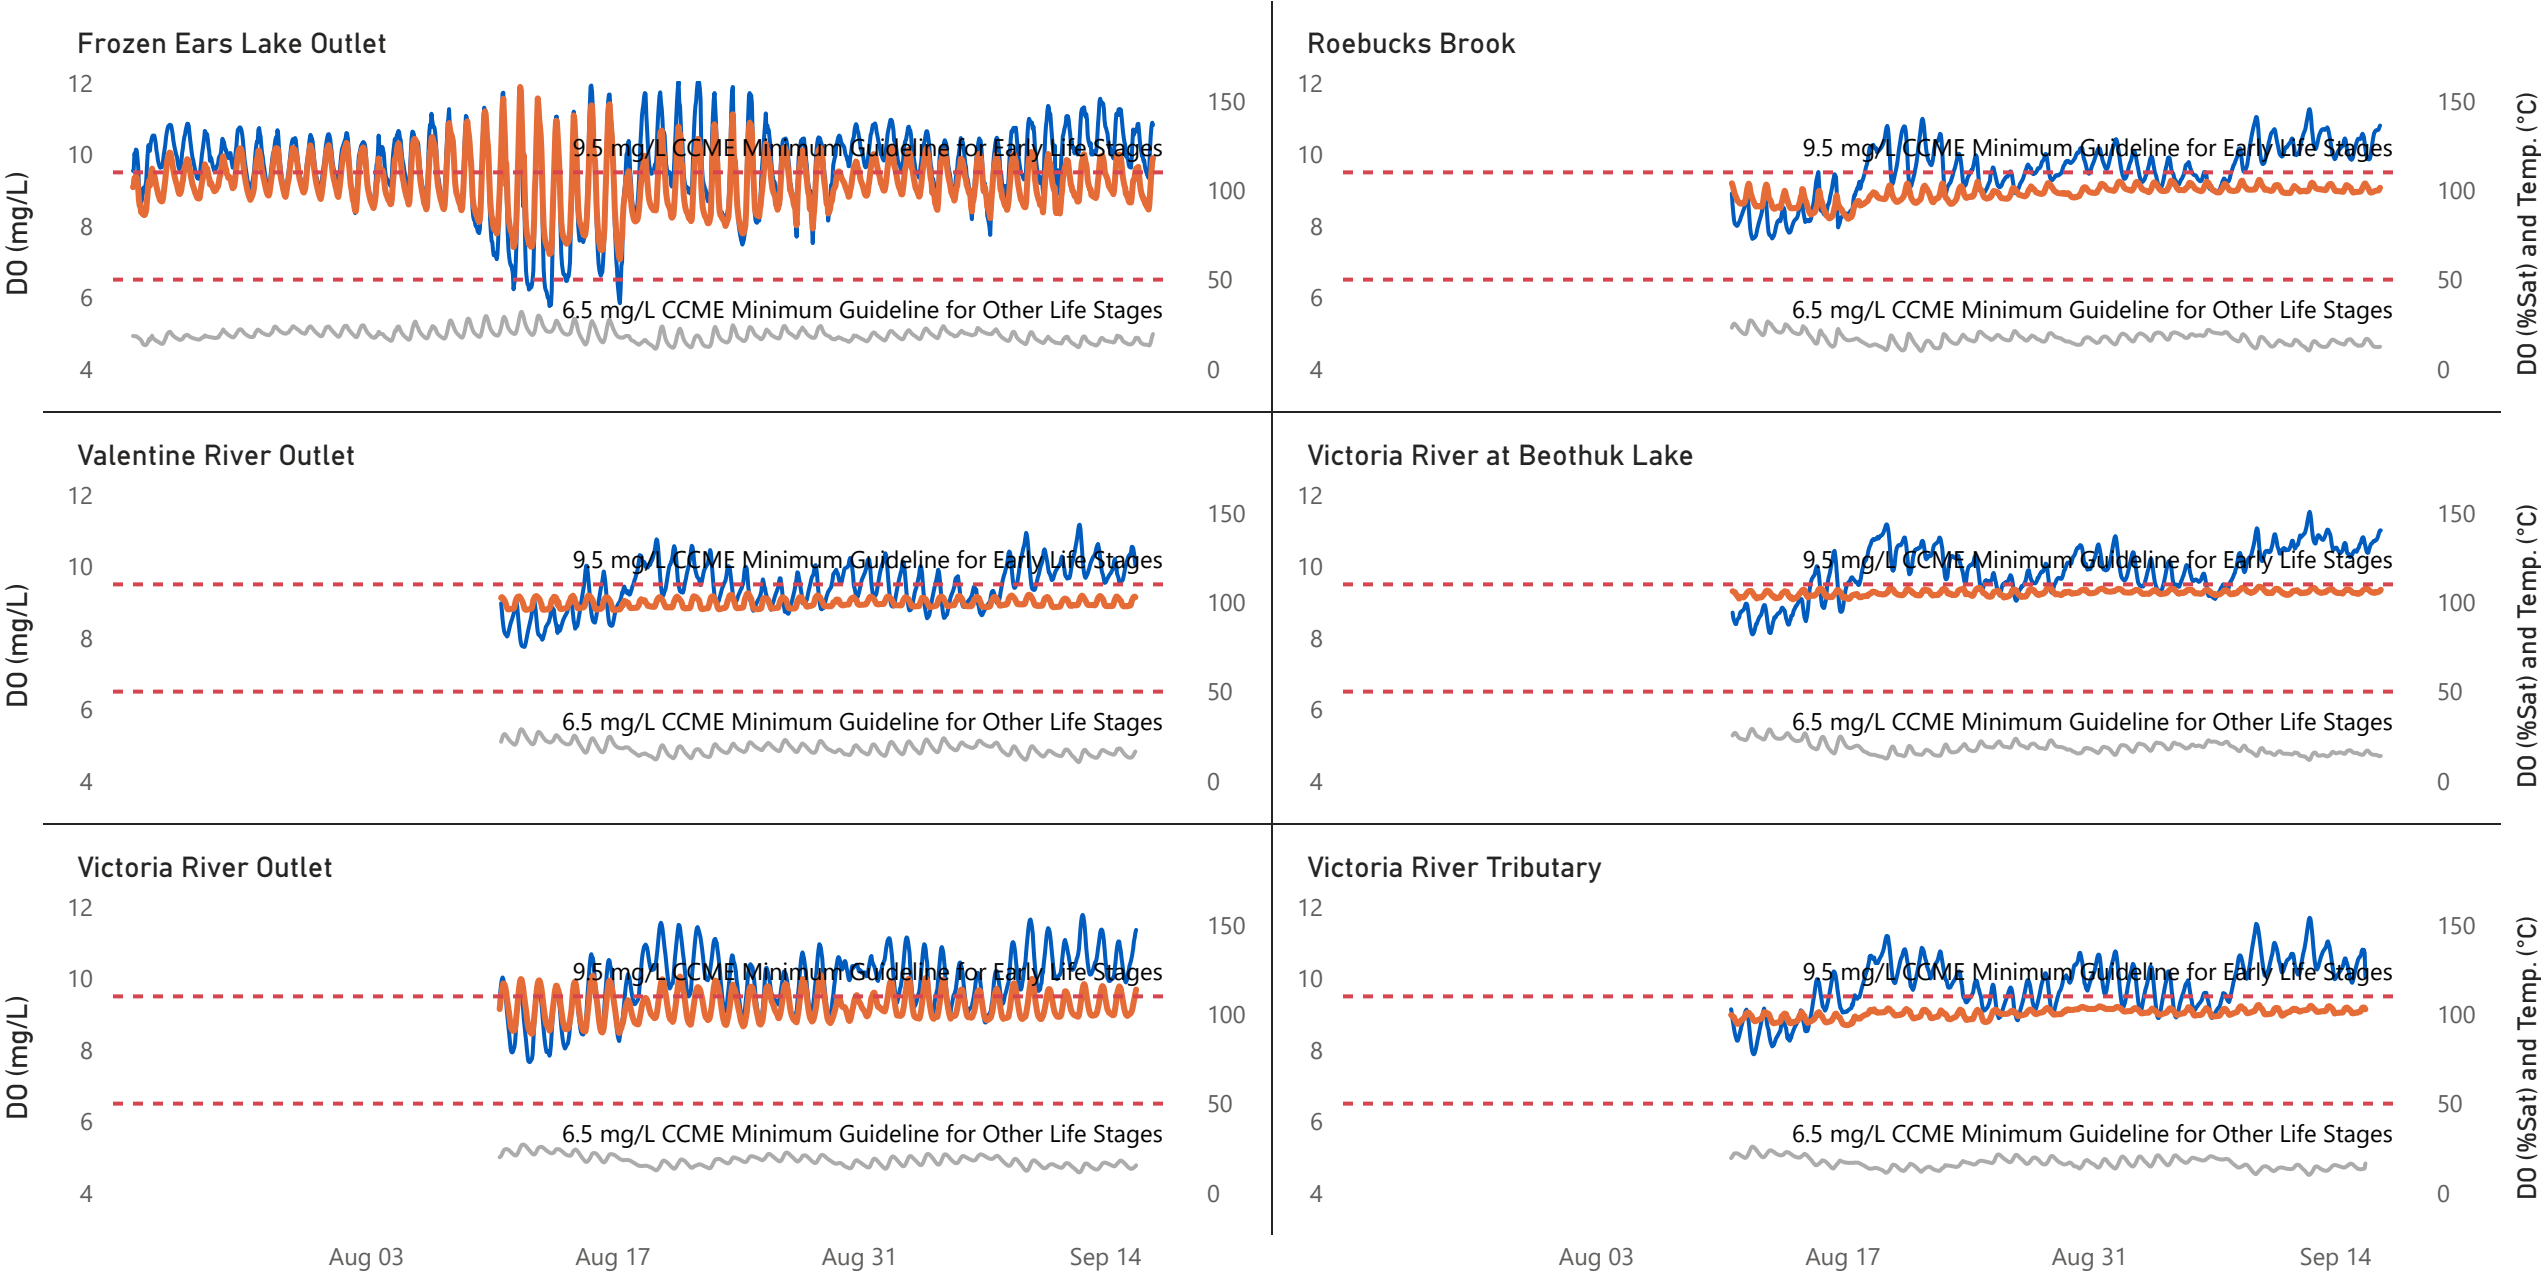 Frozen Ears Lake Outlet
12
10
8
6
4
DO (mg/L)
150
100
50
0
9.5 mg/L CCME Minimum Guideline for Early Life Stages
6.5 mg/L CCME Minimum Guideline for Other Life Stages
Roebucks Brook
12
10
8
6
4
150
100
50
0
DO (%Sat) and Temp. (°C)
9.5 mg/L CCME Minimum Guideline for Early Life Stages
6.5 mg/L CCME Minimum Guideline for Other Life Stages
Valentine River Outlet
12
10
8
6
4
DO (mg/L)
150
100
50
0
9.5 mg/L CCME Minimum Guideline for Early Life Stages
6.5 mg/L CCME Minimum Guideline for Other Life Stages
Victoria River at Beothuk Lake
12
10
8
6
4
150
100
50
0
DO (%Sat) and Temp. (°C)
9.5 mg/L CCME Minimum Guideline for Early Life Stages
6.5 mg/L CCME Minimum Guideline for Other Life Stages
Victoria River Outlet
12
10
8
6
4
DO (mg/L)
150
100
50
0
9.5 mg/L CCME Minimum Guideline for Early Life Stages
6.5 mg/L CCME Minimum Guideline for Other Life Stages
Victoria River Tributary
12
10
8
6
4
150
100
50
0
DO (%Sat) and Temp. (°C)
9.5 mg/L CCME Minimum Guideline for Early Life Stages
6.5 mg/L CCME Minimum Guideline for Other Life Stages
Aug 03 Aug 17 Aug 31 Sep 14
Aug 03 Aug 17 Aug 31 Sep 14